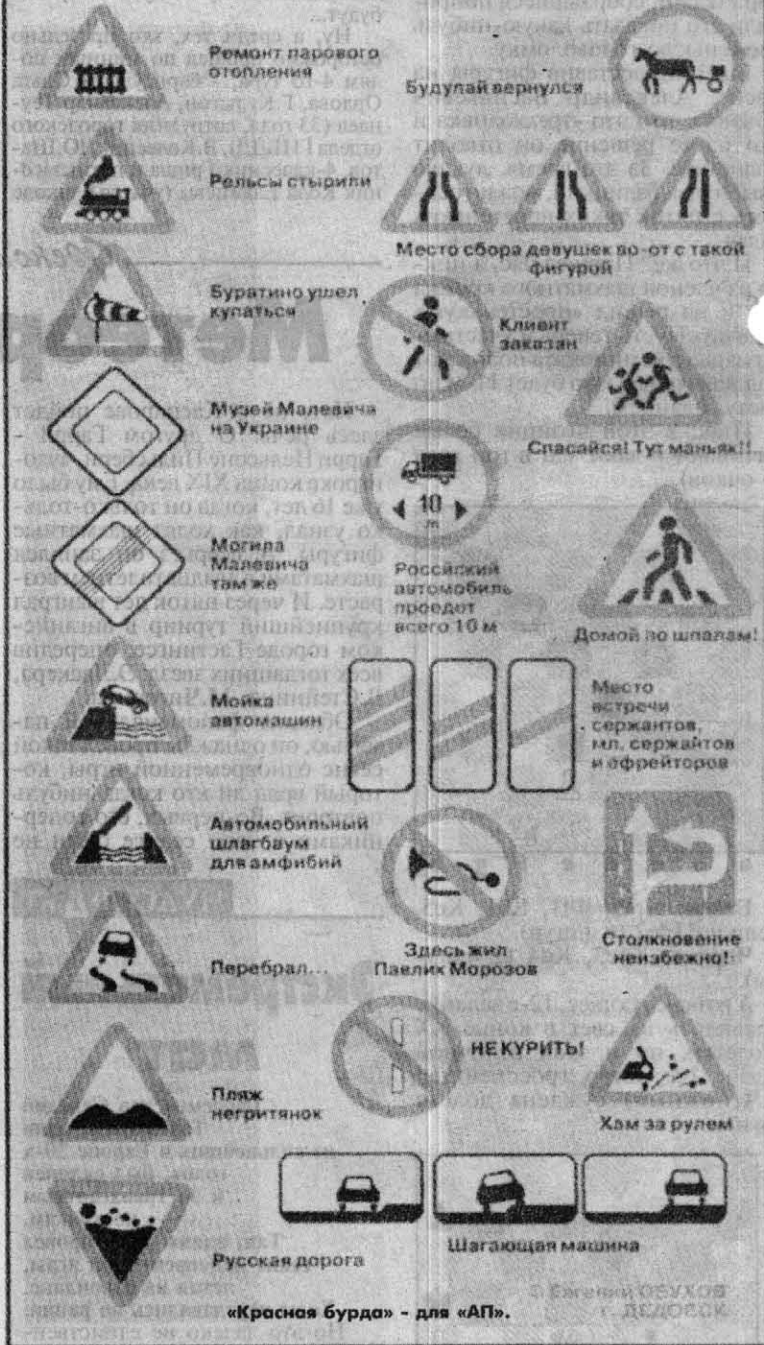 Ремонт парового
отопления
Рельсы стырили
Буратино ушел
купаться
Музей Малевича
на Украине
Могила
Малевича
там же
Мойка
автомашин
Автомобильный
шлагбаум
для амфибий
Перебрал...
Пляж
негритянок
Русская дорога
Будулай вернулся
Место сбора девушек во-от с такой
фигурой
Клиент
заказан
Спасайся! Тут маньяк!!
10
m
Российский
автомобиль
проедет
всего 10 м
Домой по шпалам!
Место
встречи
сержантов,
мл. сержантов
и ефрейторов
Здесь жил
Павлик Морозов
Столкновение
неизбежно!
НЕ КУРИТЬ!
Хам за рулем
Шагающая машина
«Красная бурда» - для «АП».